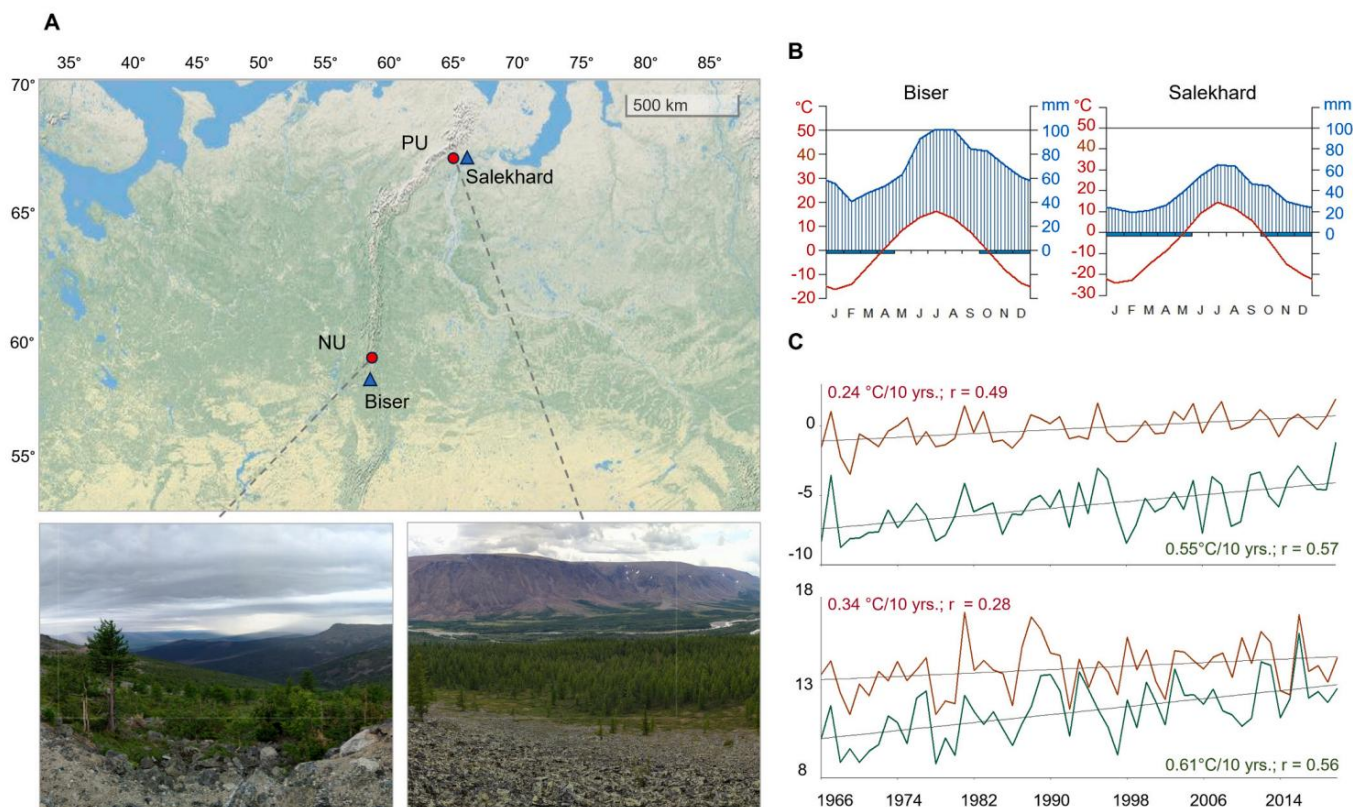 A
35° 40° 45° 50° 55° 60° 65° 70° 75° 80° 85°
70°
65°
60°
55°
500 km
PU
Salekhard
NU
Biser
B
Biser
°C
50
40
30
20
10
0
-10
-20
mm
100
80
60
40
20
0
J F M A M J J A S O N D
Salekhard
°C
50
40
30
20
10
0
-10
-20
-30
mm
100
80
60
40
20
0
J F M A M J J A S O N D
C
0.24 °C/10 yrs.; r = 0.49
0
-5
-10
0.55°C/10 yrs.; r = 0.57
18
0.34 °C/10 yrs.; r = 0.28
13
8
0.61°C/10 yrs.; r = 0.56
1966 1974 1982 1990 1998 2006 2014